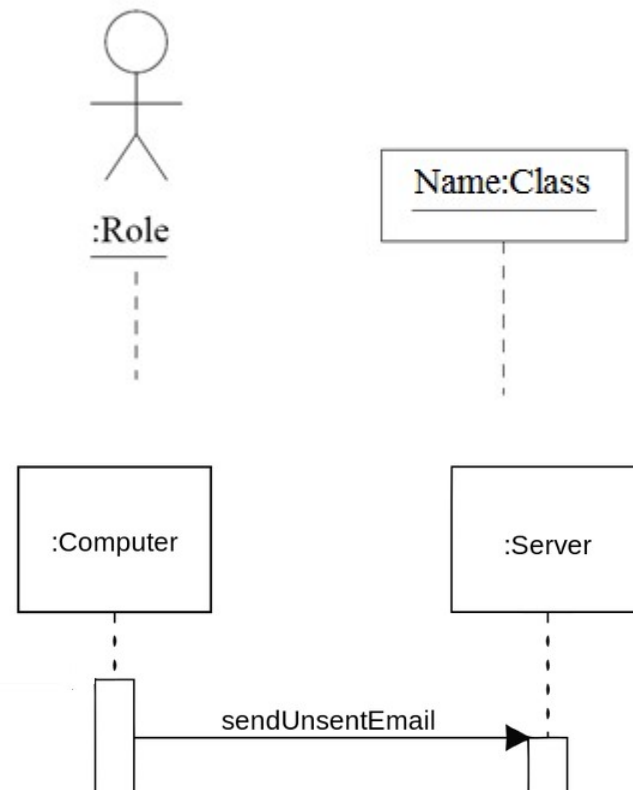 :Role
Name:Class
:Computer
:Server
sendUnsentEmail